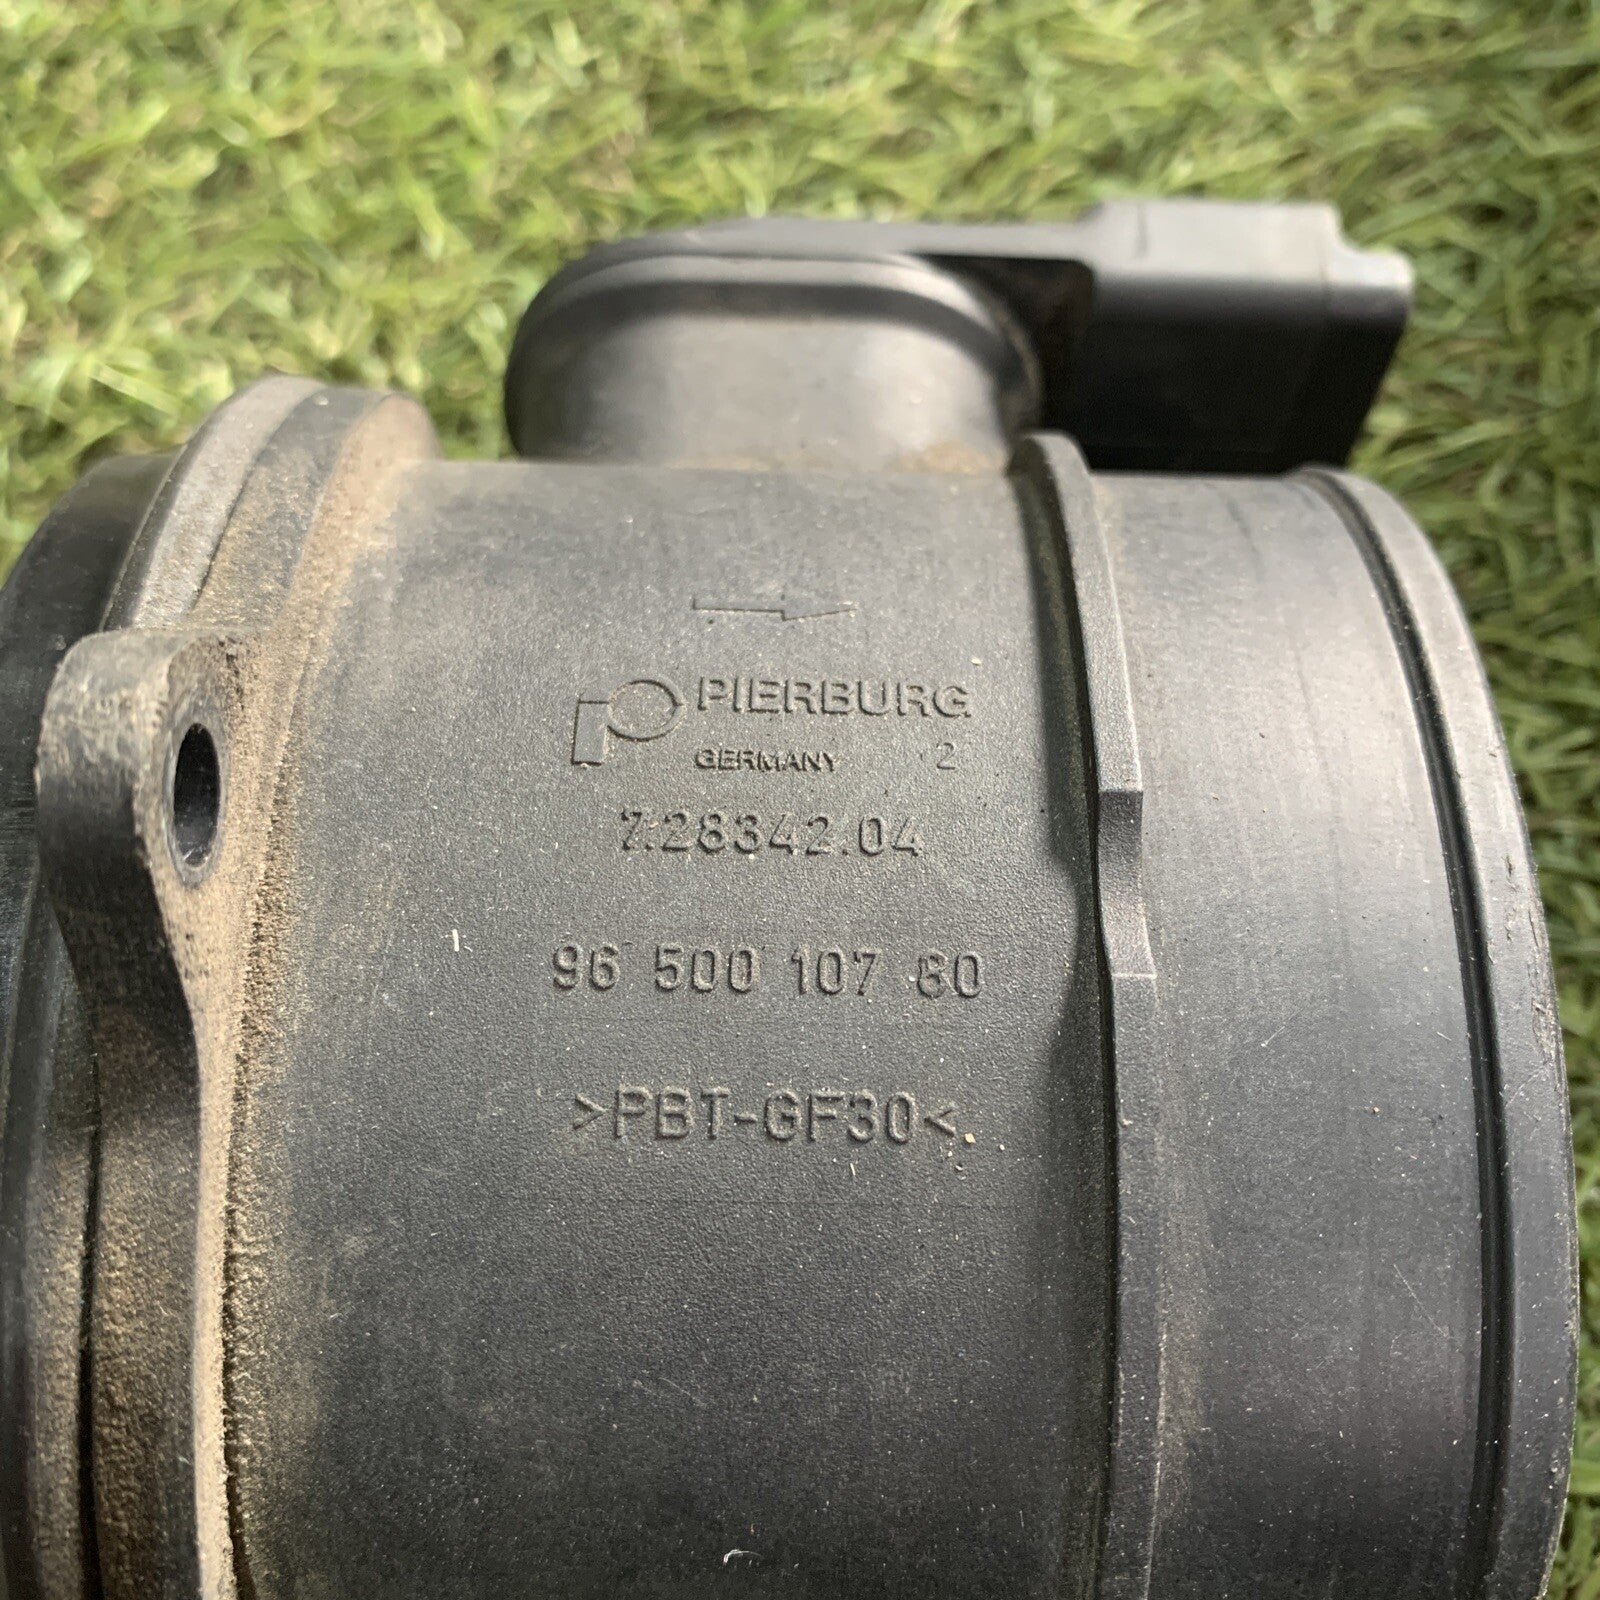 PIERBURG
GERMANY 2
7.28342.04
96 500 107 80
>PBT-GF30<